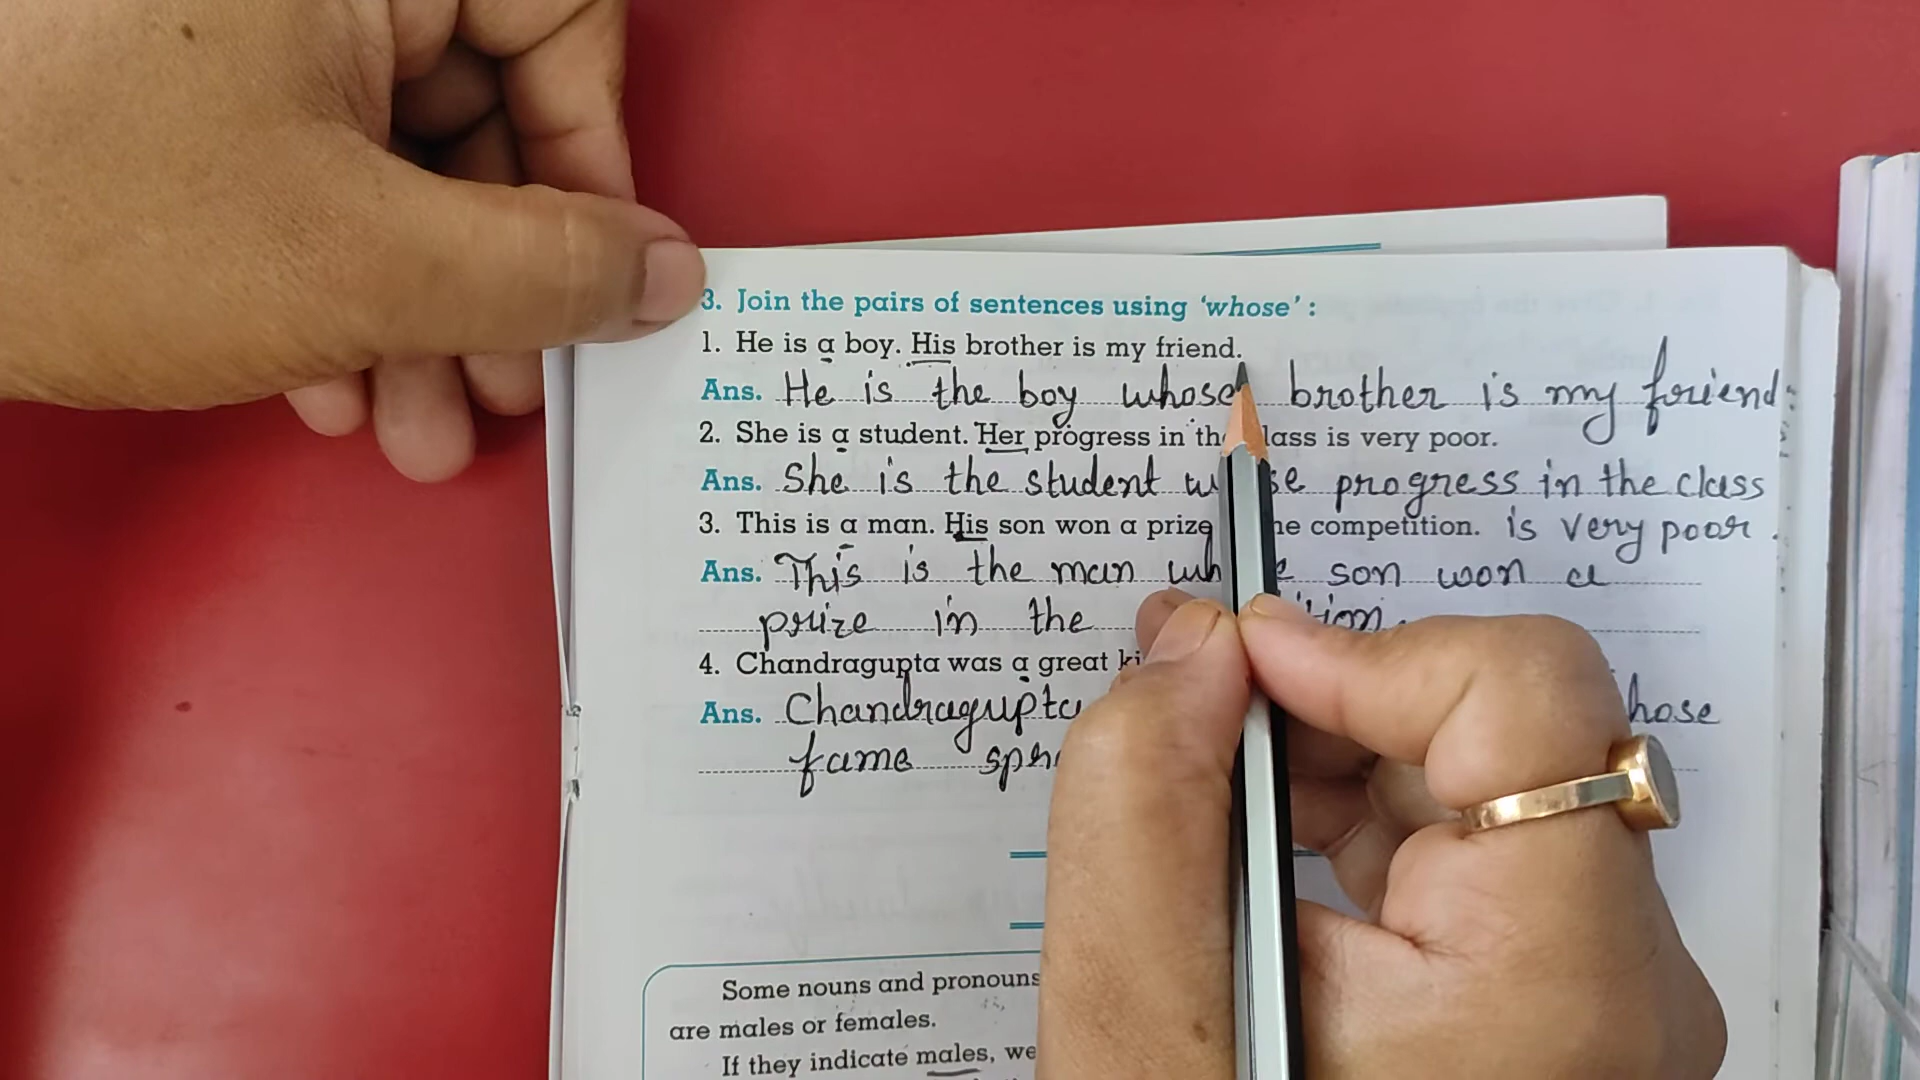 3. Join the pairs of sentences using 'whose' :
1. He is a boy. His brother is my friend.
Ans. He is the boy whose brother is my friend.
2. She is a student. Her progress in the class is very poor.
Ans. She is the student progress in the class
is very poor.
3. This is a man. His son won a prize competition.
Ans. This is the man son won a
prize in the
4. Chandragupta was a great
Ans. Chandragupta whose
fame
Some nouns and pronouns
are males or females.
If they indicate males, we